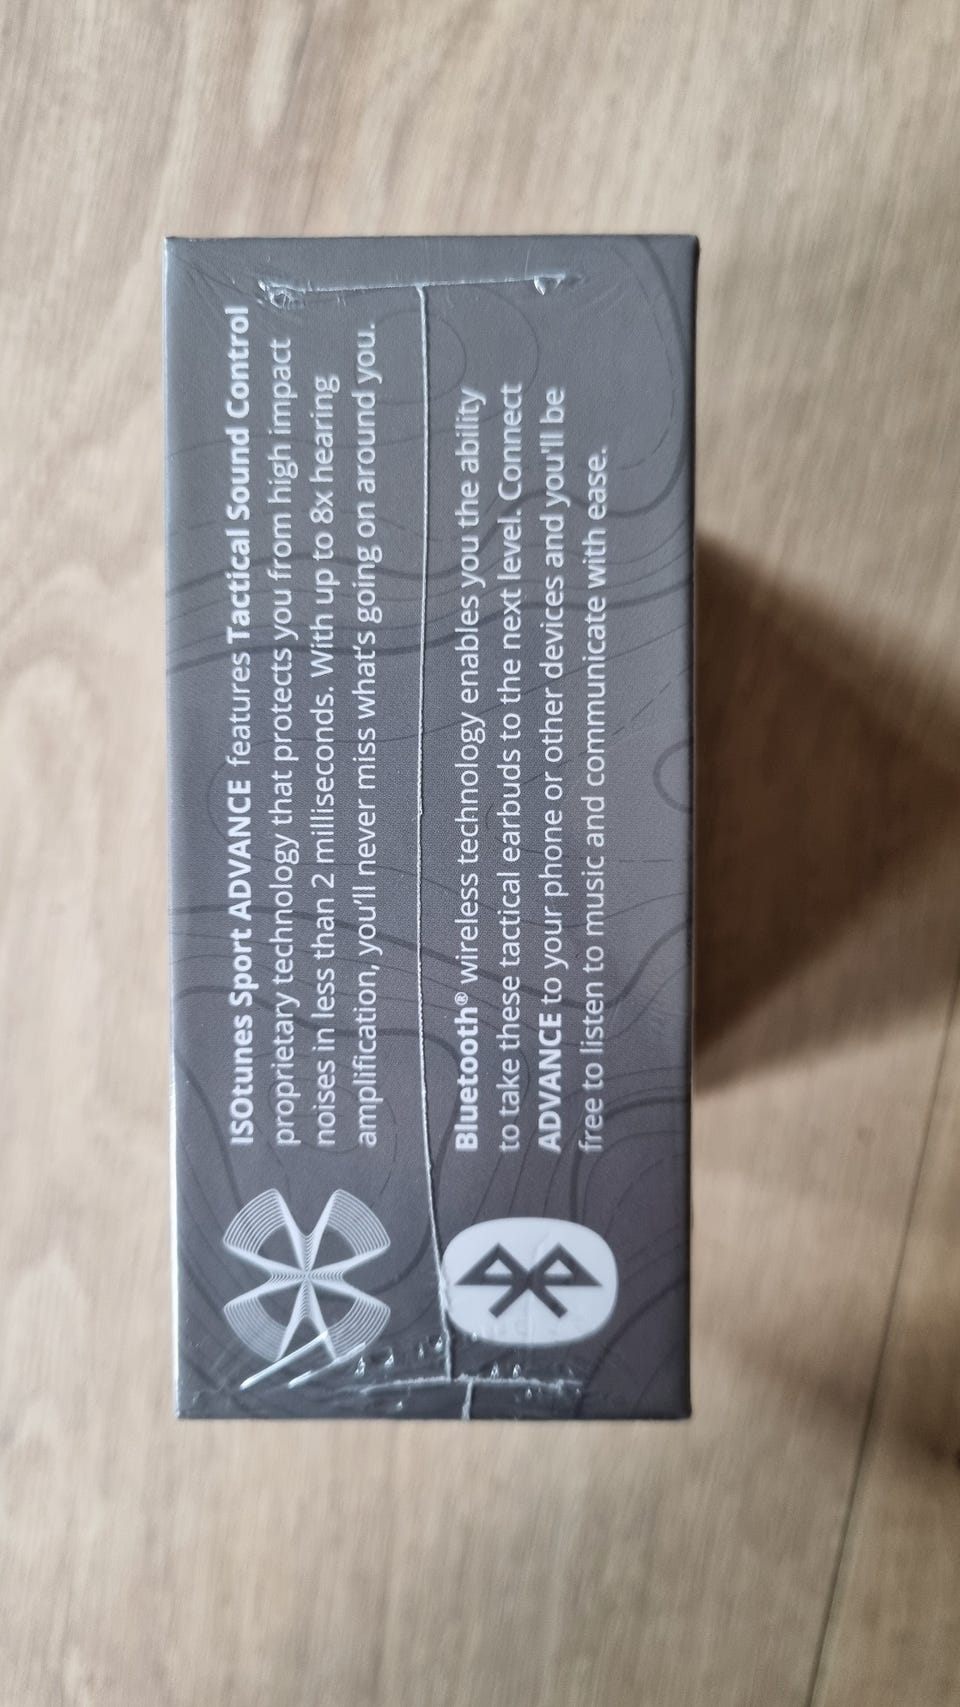 ISOtunes Sport ADVANCE features Tactical Sound Control
proprietary technology that protects you from high impact
noises in less than 2 milliseconds. With up to 8x hearing
amplification, you'll never miss what's going on around you.
Bluetooth® wireless technology enables you the ability
to take these tactical earbuds to the next level. Connect
ADVANCE to your phone or other devices and you'll be
free to listen to music and communicate with ease.